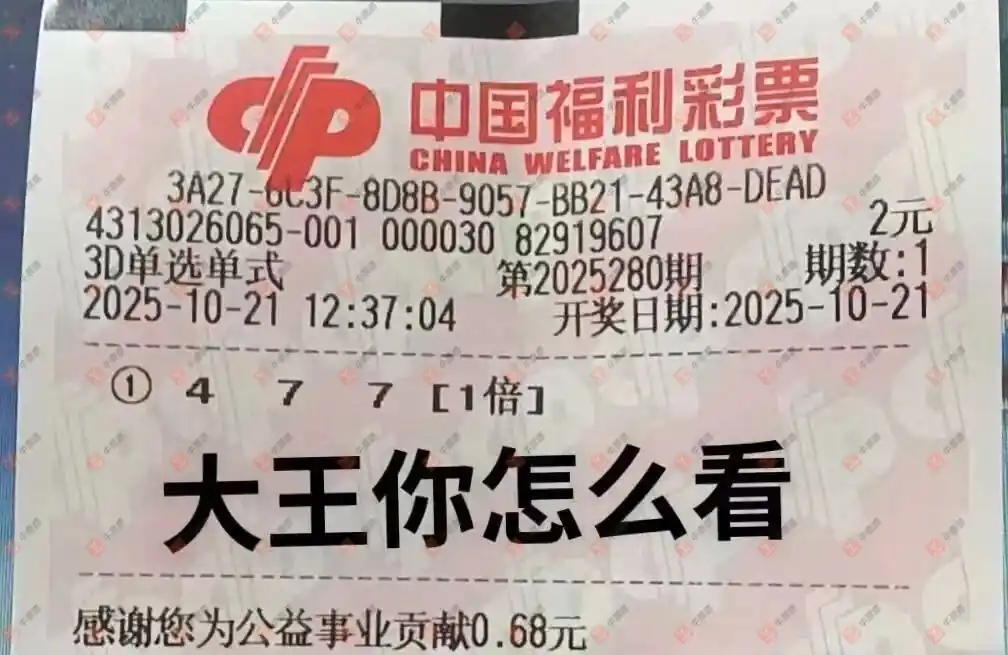 中国福利彩票
CHINA WELFARE LOTTERY
3A27-6C3F-8D8B-9057-BB21-43A8-DEAD
4313026065-001 000030 82919607 2元
3D单选单式 第2025280期 期数:1
2025-10-21 12:37:04 开奖日期:2025-10-21
① 4 7 7 [1倍]
大王你怎么看
感谢您为公益事业贡献0.68元